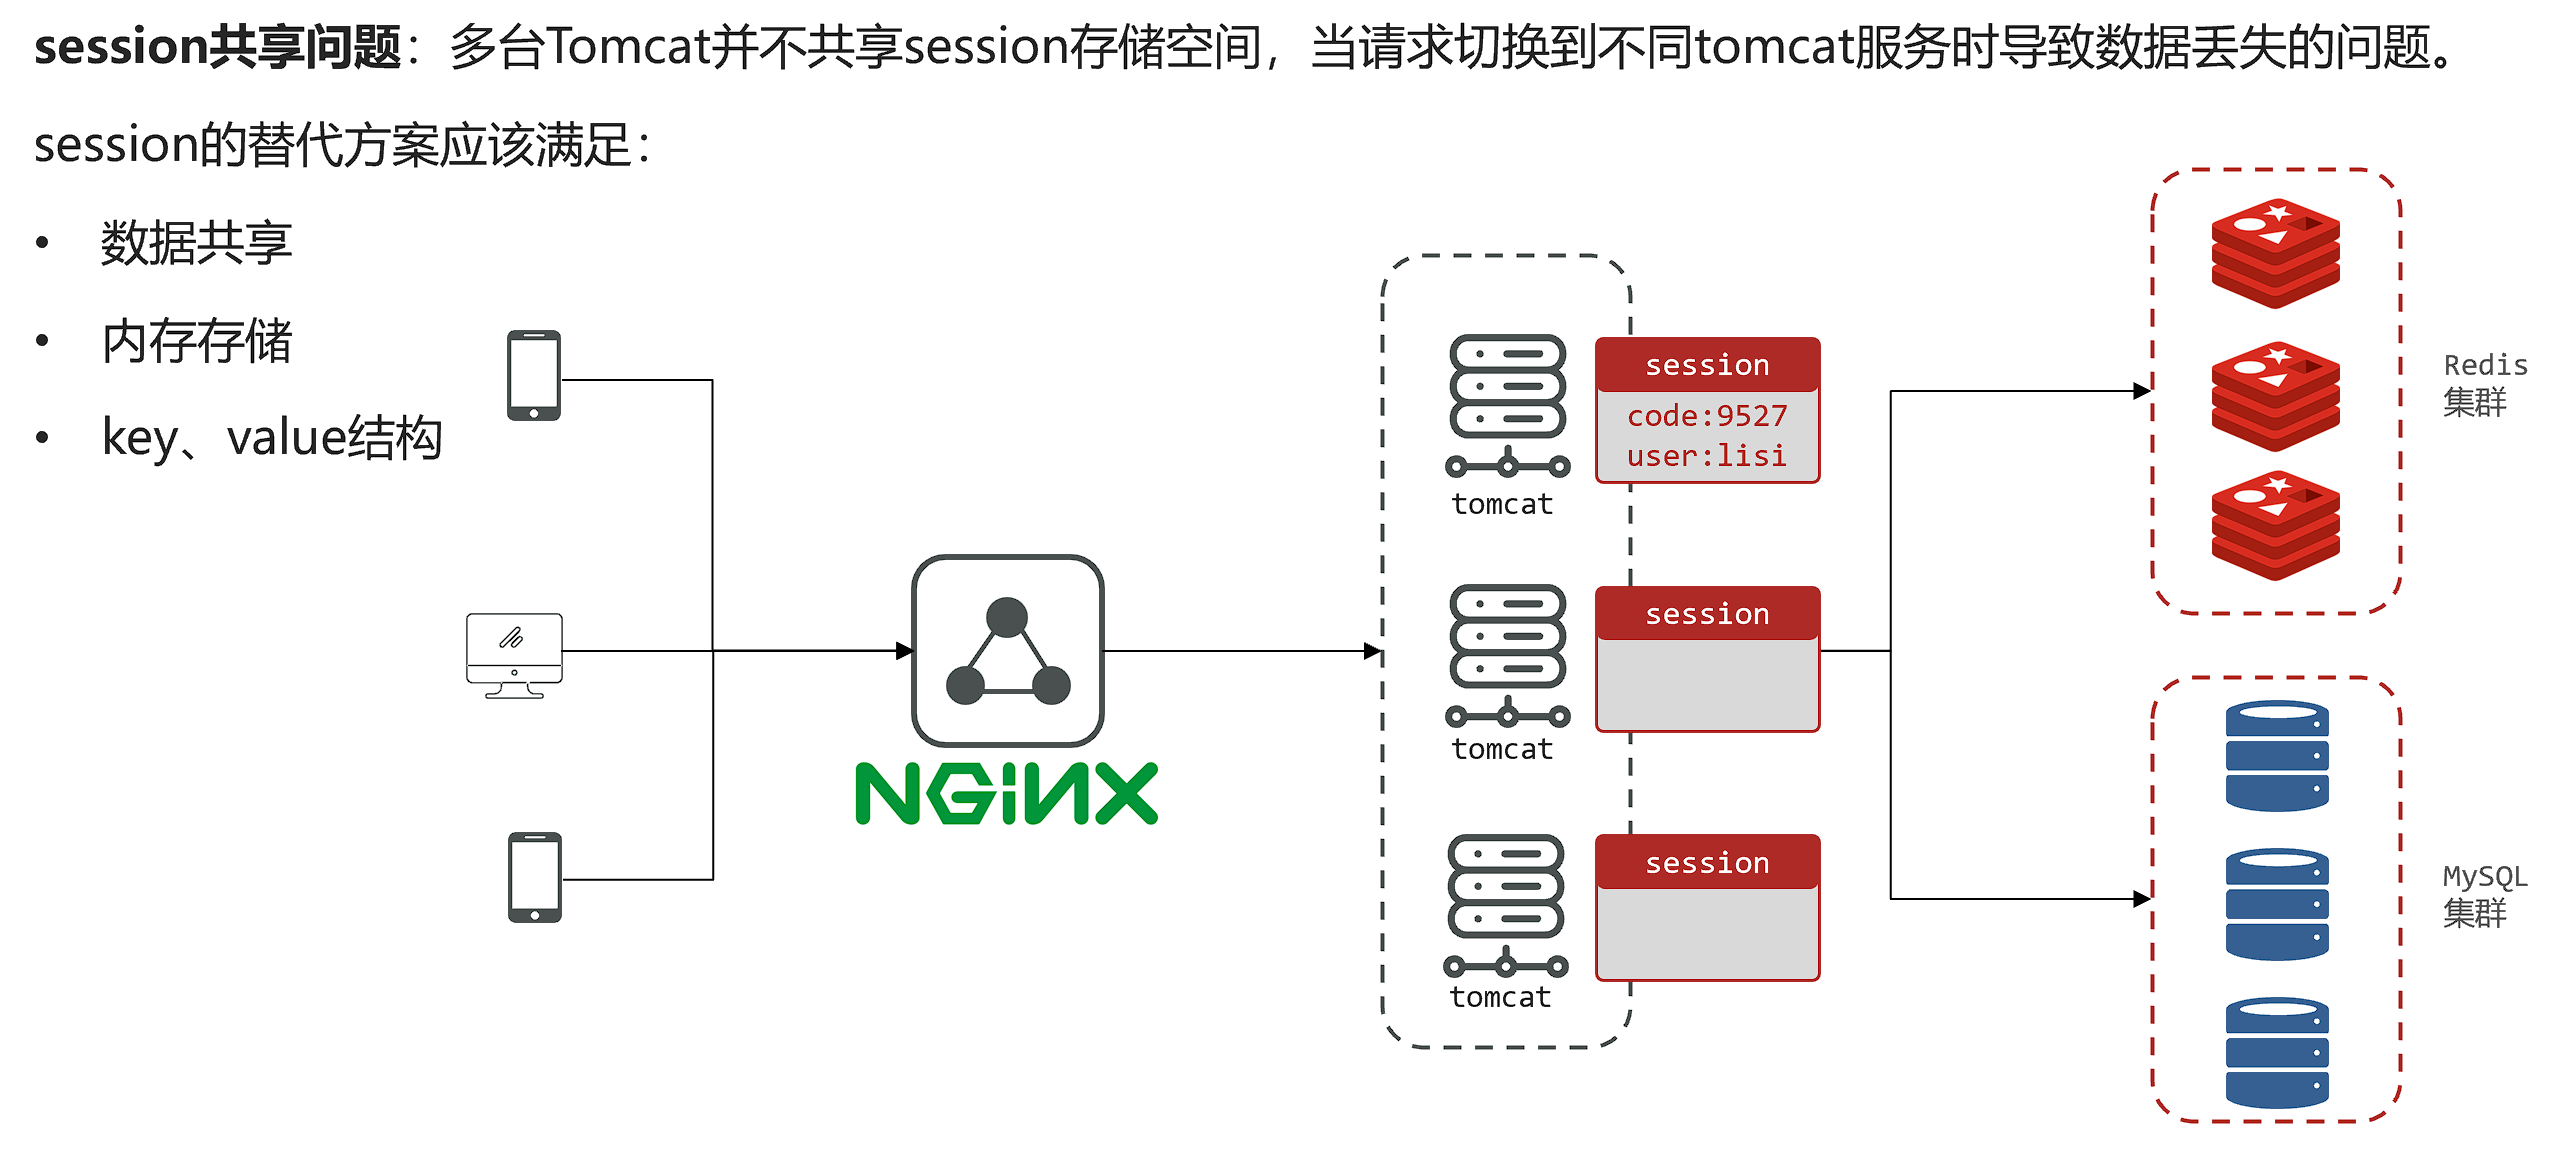 session共享问题：多台Tomcat并不共享session存储空间，当请求切换到不同tomcat服务时导致数据丢失的问题。
session的替代方案应该满足：
• 数据共享
• 内存存储
• key、value结构
NGINX
session
code:9527
user:lisi
tomcat
session
tomcat
session
tomcat
Redis
集群
MySQL
集群